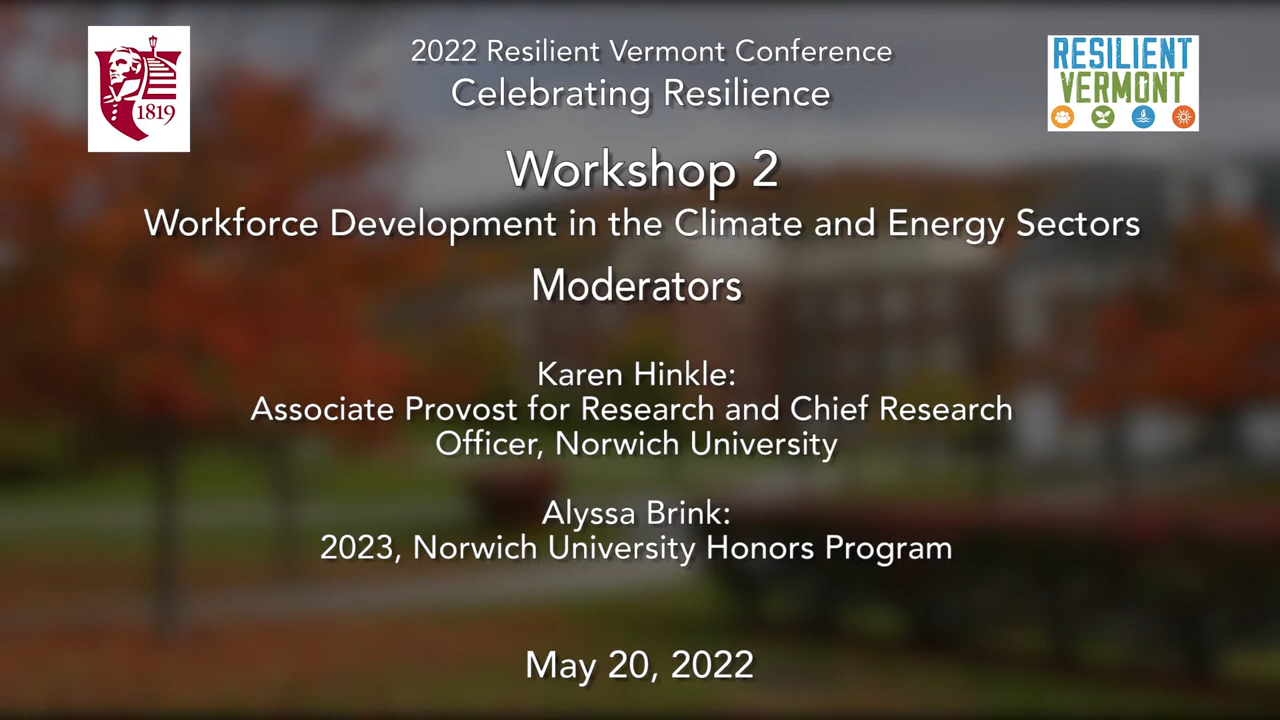 1819
2022 Resilient Vermont Conference
Celebrating Resilience
RESILIENT
VERMONT
Workshop 2
Workforce Development in the Climate and Energy Sectors
Moderators
Karen Hinkle:
Associate Provost for Research and Chief Research
Officer, Norwich University
Alyssa Brink:
2023, Norwich University Honors Program
May 20, 2022